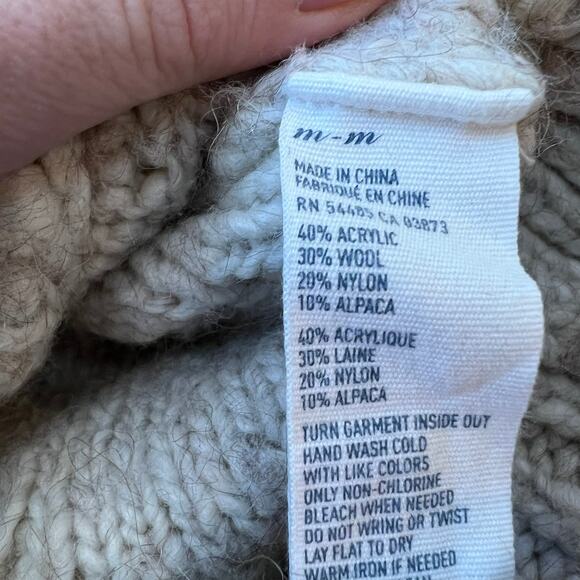 m-m
MADE IN CHINA
FABRIQUÉ EN CHINE
RN 54485 CA 03873
40% ACRYLIC
30% WOOL
20% NYLON
10% ALPACA
40% ACRYLIQUE
30% LAINE
20% NYLON
10% ALPACA
TURN GARMENT INSIDE OUT
HAND WASH COLD
WITH LIKE COLORS
ONLY NON-CHLORINE
BLEACH WHEN NEEDED
DO NOT WRING OR TWIST
LAY FLAT TO DRY
WARM IRON IF NEEDED